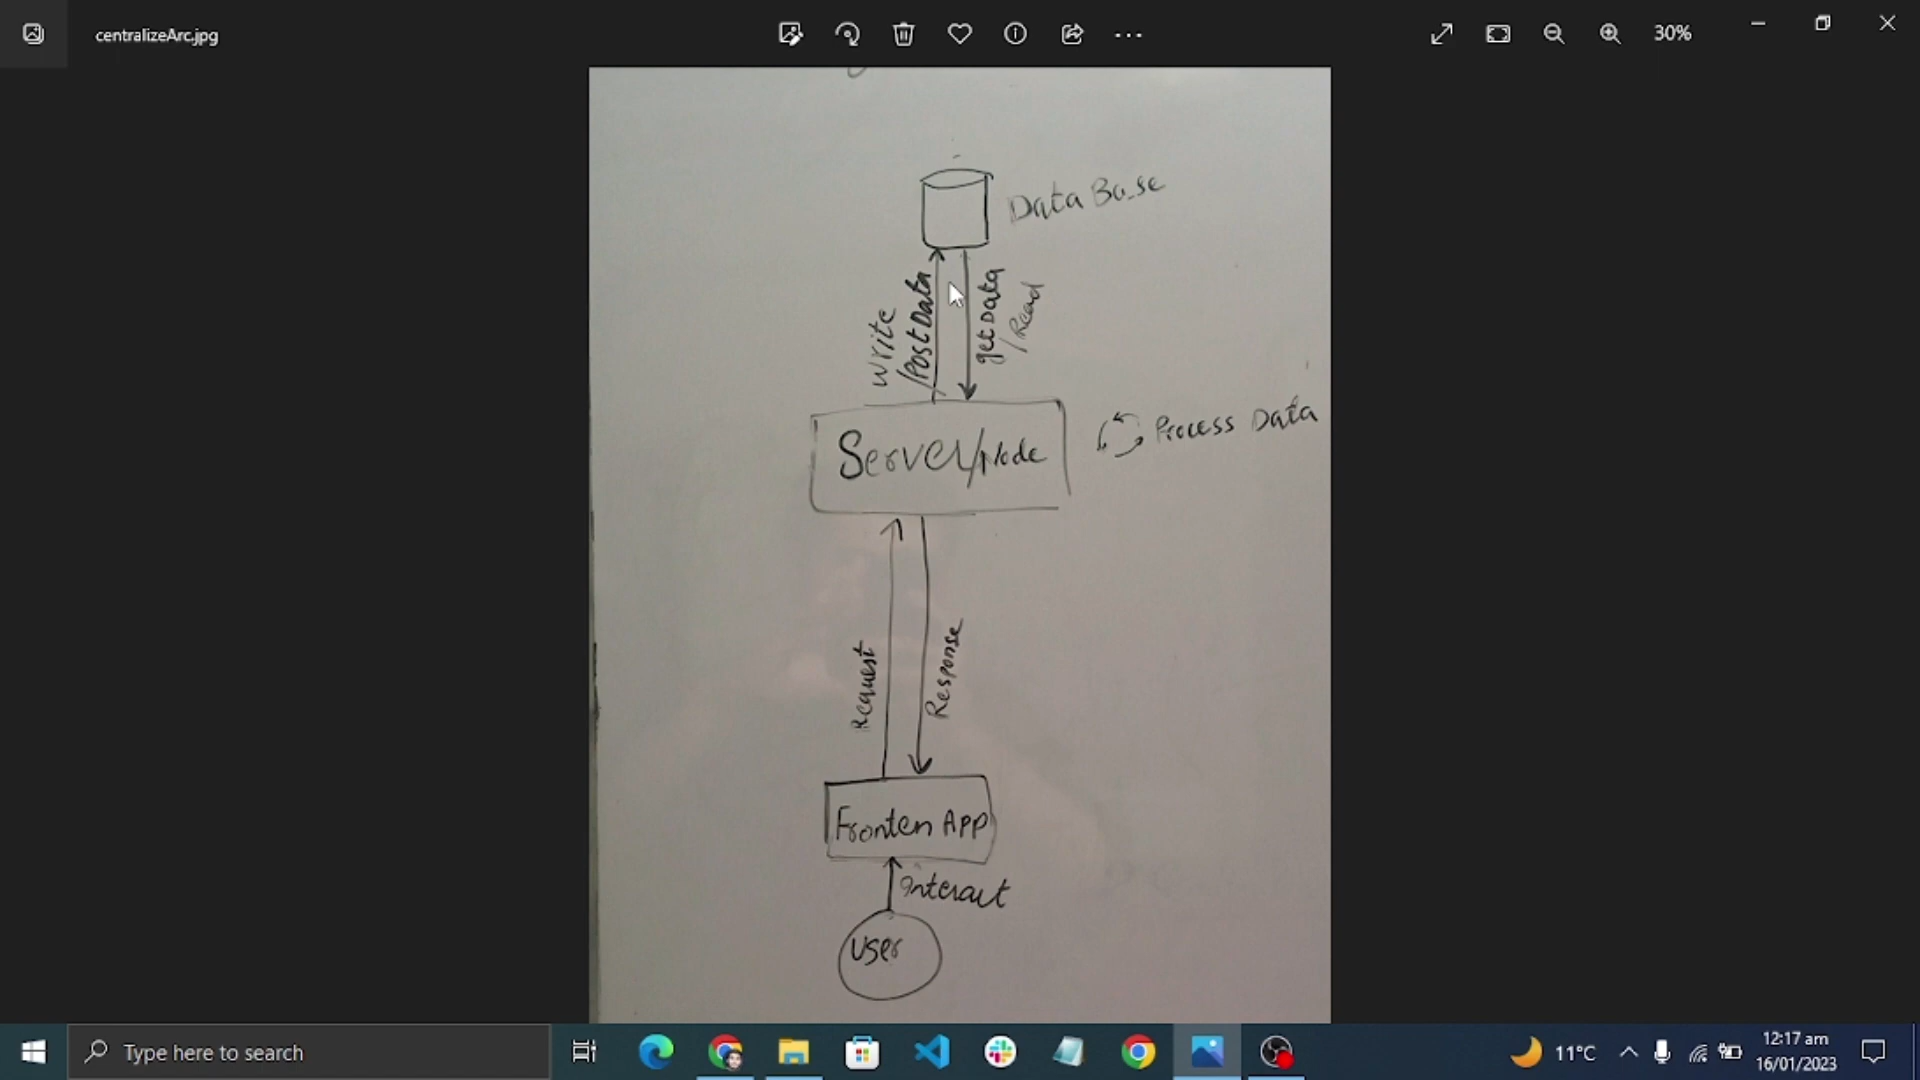 centralizeArc.jpg
30%
Data Base
Write
/Post Data
get Data
/Read
Server/Node
Process Data
Request
Response
Fronten App
Interact
User
Type here to search
11°C
12:17 am
16/01/2023